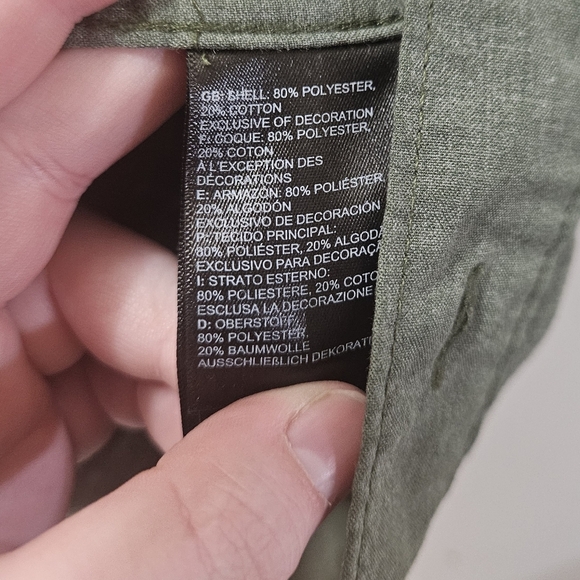 GB: SHELL: 80% POLYESTER,
20% COTTON
EXCLUSIVE OF DECORATION
F: COQUE: 80% POLYESTER,
20% COTON
À L'EXCEPTION DES
DÉCORATIONS
E: ARMAZÓN: 80% POLIÉSTER,
20% ALGODÓN
EXCLUSIVO DE DECORACIÓN
P: TECIDO PRINCIPAL:
80% POLIÉSTER, 20% ALGODÃ
EXCLUSIVO PARA DECORAÇÃ
I: STRATO ESTERNO:
80% POLIESTERE, 20% COTO
ESCLUSA LA DECORAZIONE
D: OBERSTOFF:
80% POLYESTER,
20% BAUMWOLLE
AUSSCHLIEßLICH DEKORATI